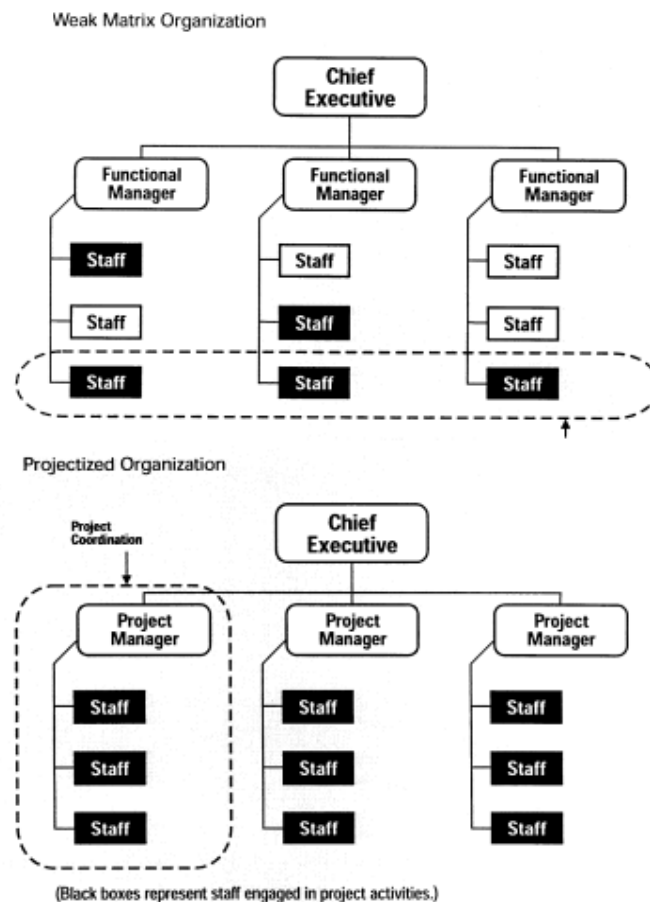 Weak Matrix Organization
Chief
Executive
Functional
Manager
Functional
Manager
Functional
Manager
Staff
Staff
Staff
Staff
Staff
Staff
Staff
Staff
Staff
Projectized Organization
Project
Coordination
Chief
Executive
Project
Manager
Project
Manager
Project
Manager
Staff
Staff
Staff
Staff
Staff
Staff
Staff
Staff
Staff
(Black boxes represent staff engaged in project activities.)